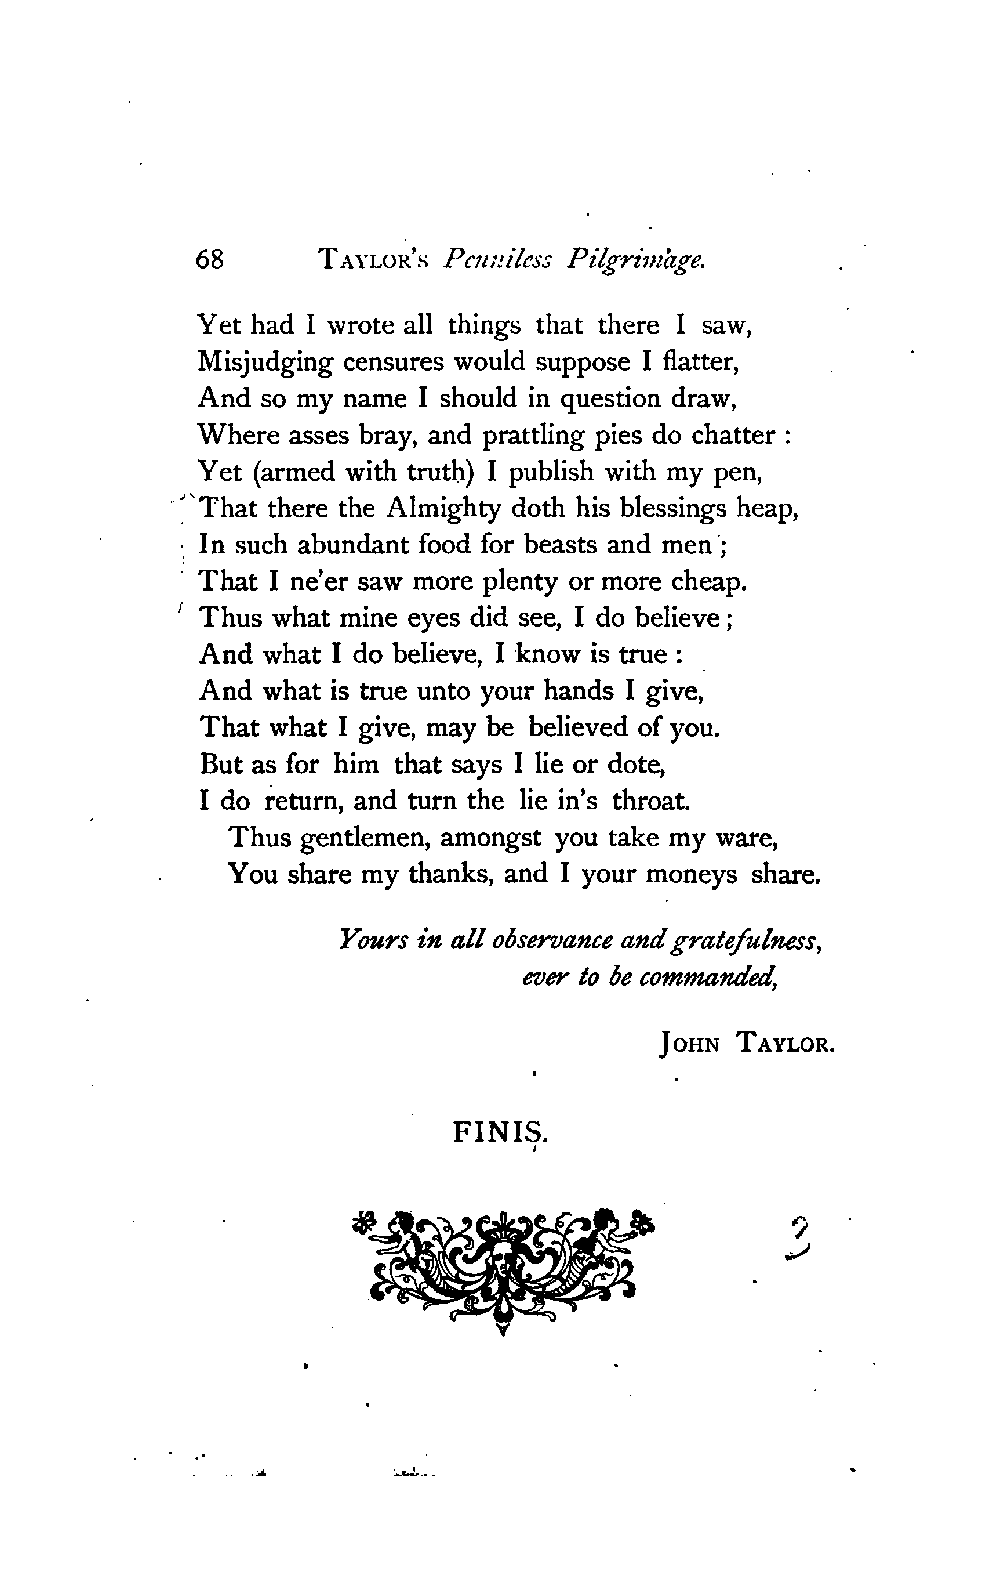 68 TAYLOR'S Penniless Pilgrimage.
Yet had I wrote all things that there I saw,
Misjudging censures would suppose I flatter,
And so my name I should in question draw,
Where asses bray, and prattling pies do chatter :
Yet (armed with truth) I publish with my pen,
That there the Almighty doth his blessings heap,
In such abundant food for beasts and men ;
That I ne'er saw more plenty or more cheap.
Thus what mine eyes did see, I do believe ;
And what I do believe, I know is true :
And what is true unto your hands I give,
That what I give, may be believed of you.
But as for him that says I lie or dote,
I do return, and turn the lie in's throat.
Thus gentlemen, amongst you take my ware,
You share my thanks, and I your moneys share.
Yours in all observance and gratefulness,
ever to be commanded,
JOHN TAYLOR.
FINIS.